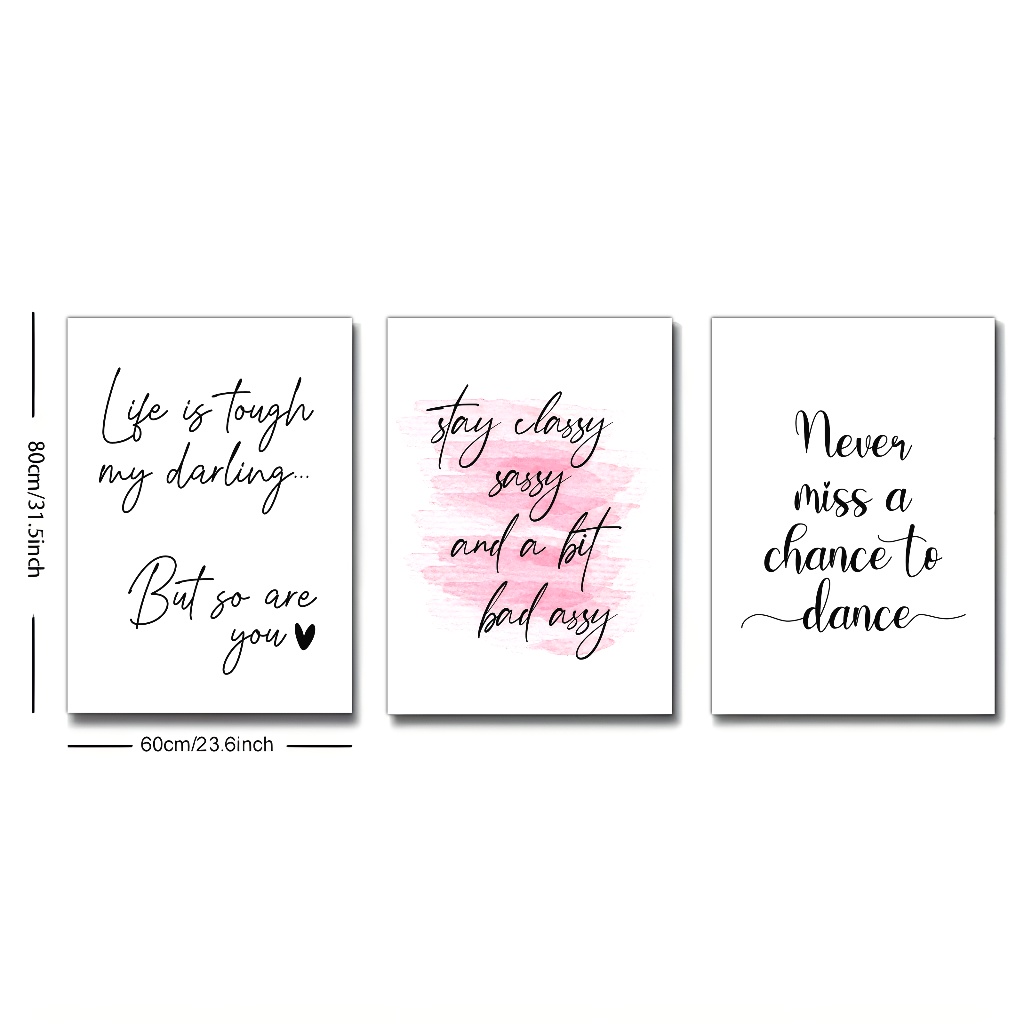 Life is tough
my darling...
But so are
you
stay classy
sassy
and a bit
bad assy
Never
miss a
chance to
dance
80cm/31.5inch
60cm/23.6inch